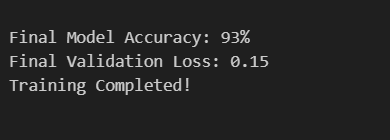 Final Model Accuracy: 93%
Final Validation Loss: 0.15
Training Completed!